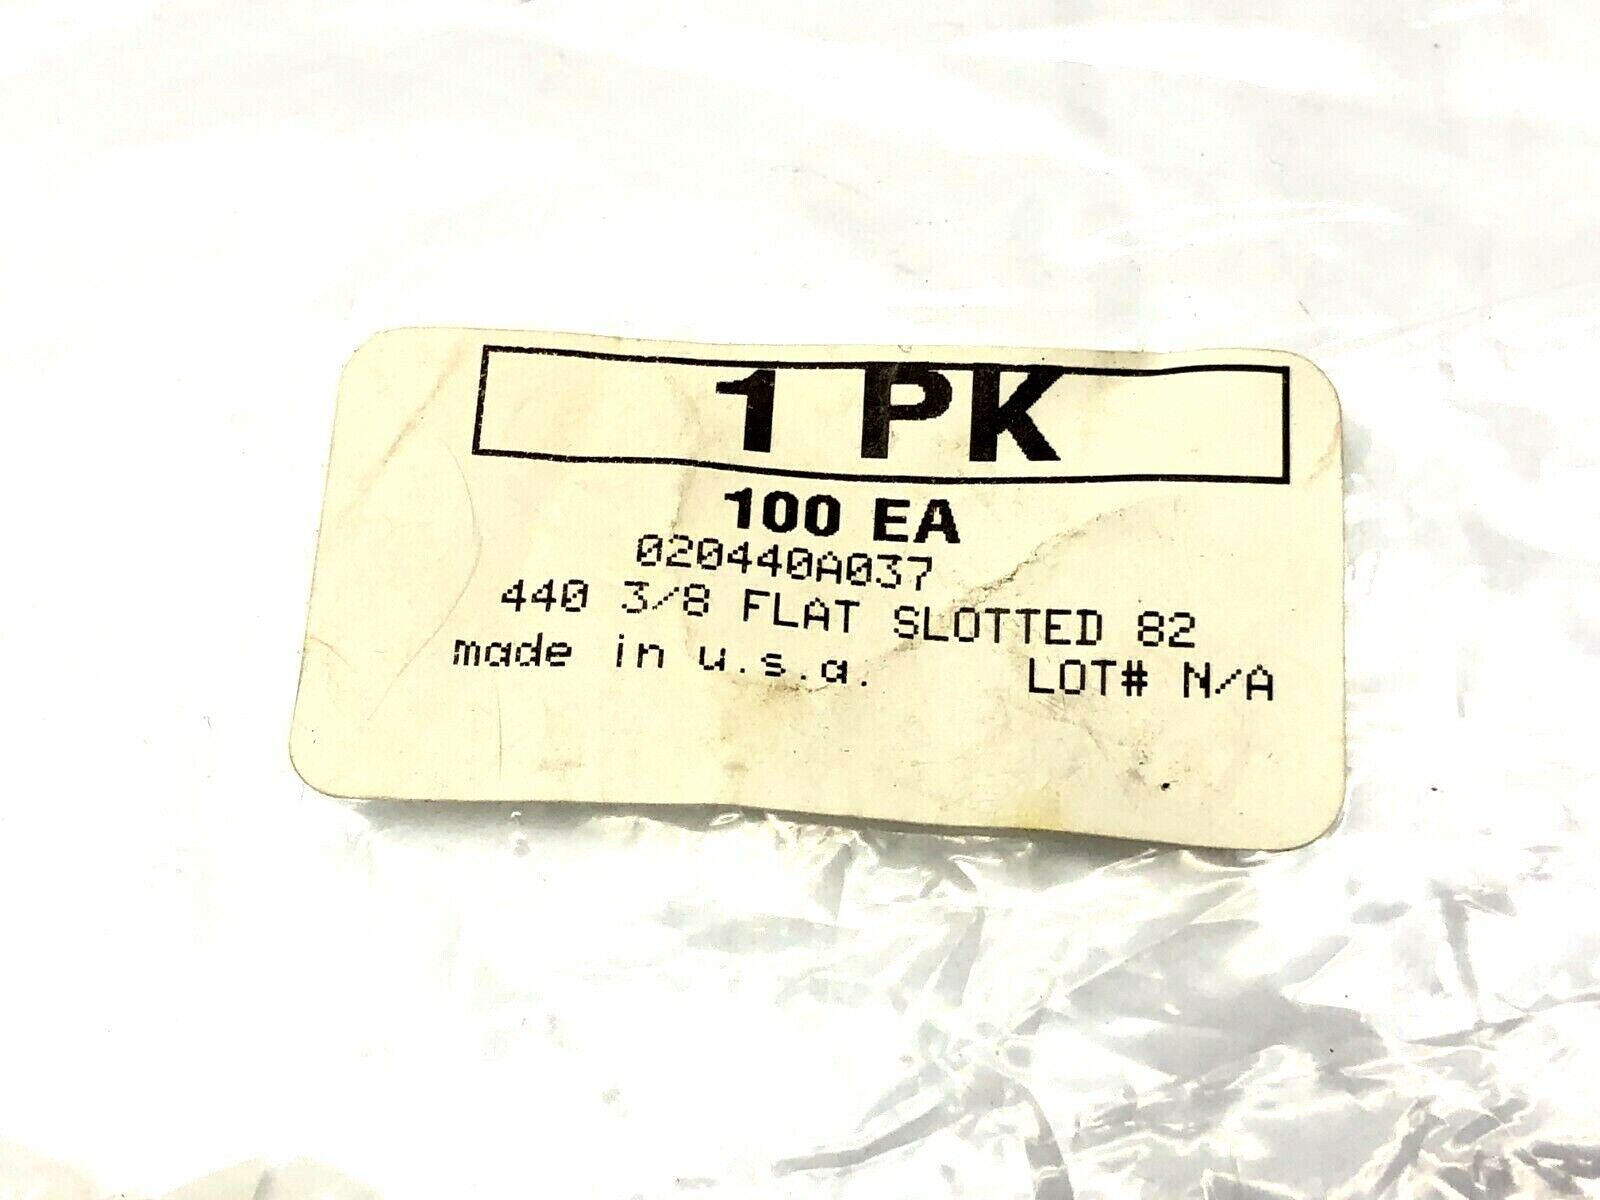 1 PK
100 EA
020440A037
440 3/8 FLAT SLOTTED 82
made in u.s.a. LOT# N/A